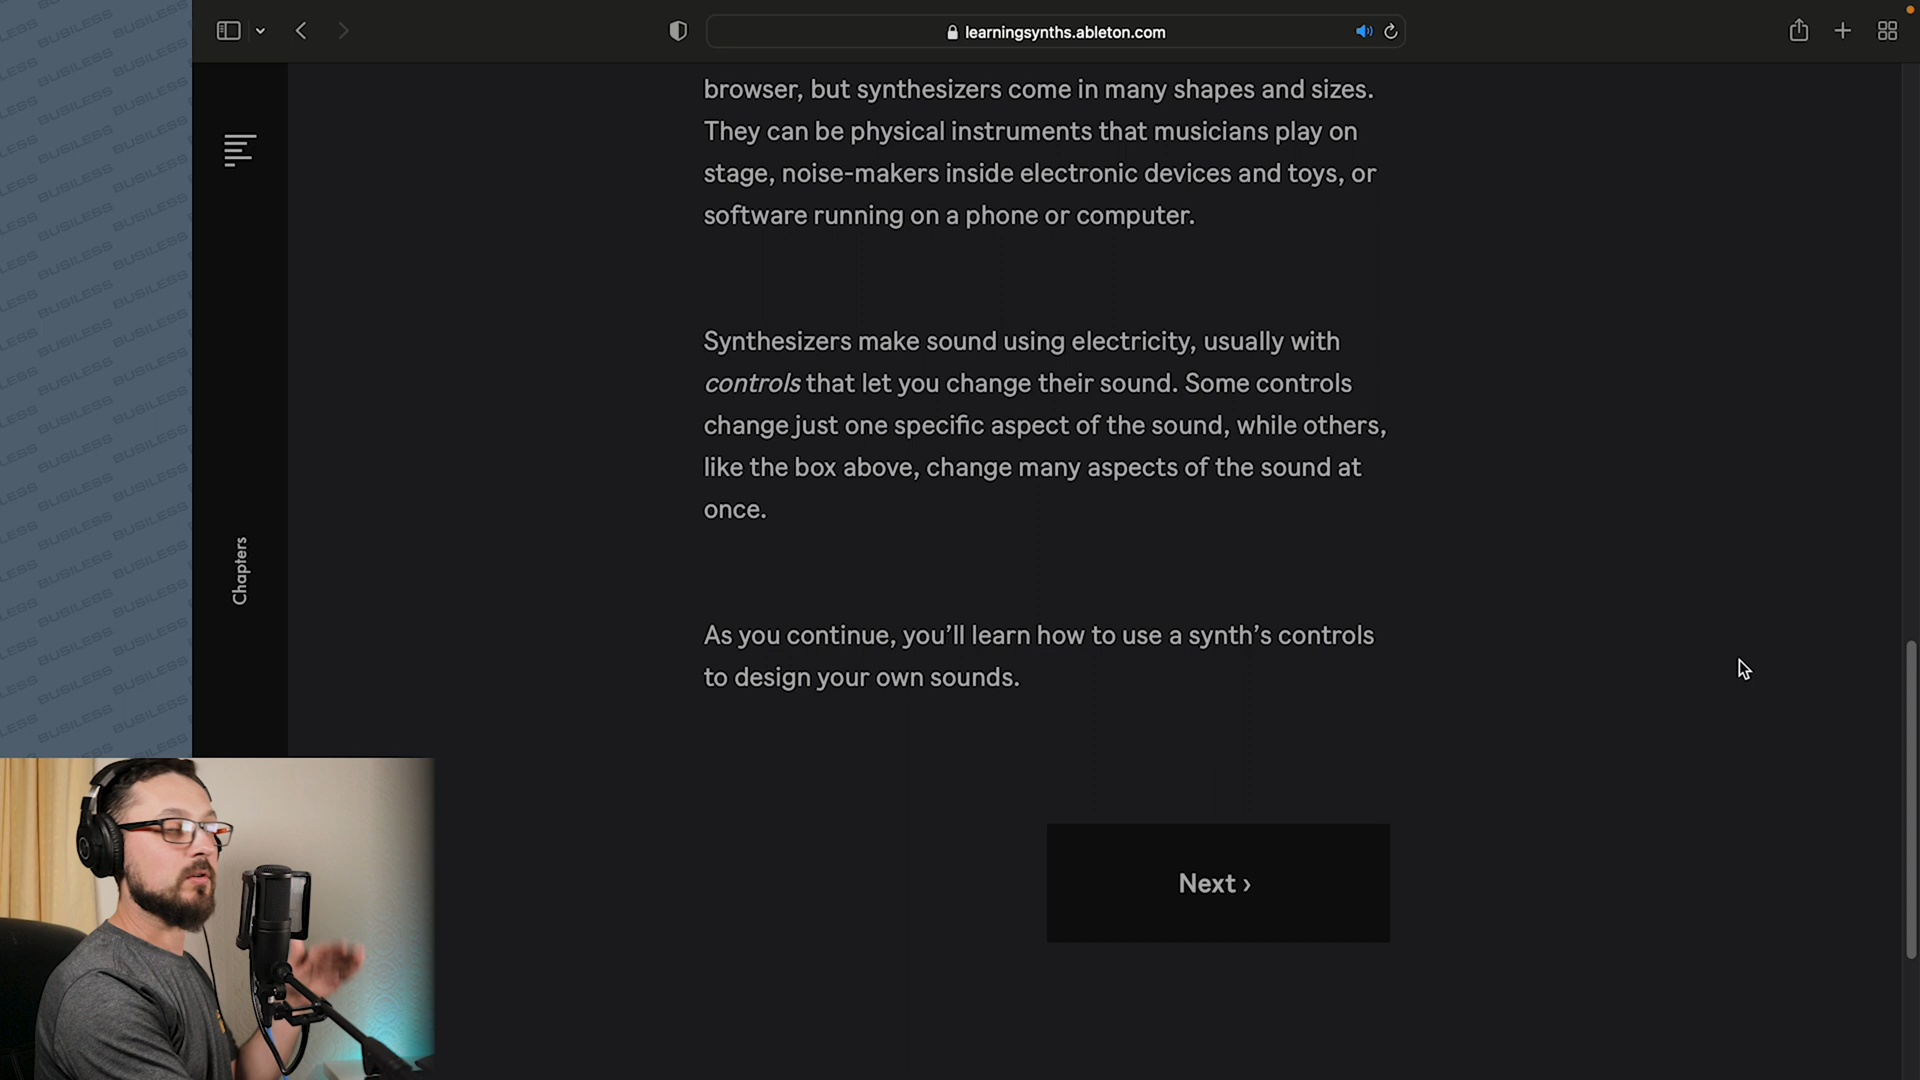 learningsynths.ableton.com
browser, but synthesizers come in many shapes and sizes.
They can be physical instruments that musicians play on
stage, noise-makers inside electronic devices and toys, or
software running on a phone or computer.
Synthesizers make sound using electricity, usually with
controls that let you change their sound. Some controls
change just one specific aspect of the sound, while others,
like the box above, change many aspects of the sound at
once.
As you continue, you’ll learn how to use a synth’s controls
to design your own sounds.
Next ›
Chapters
BUSILESS